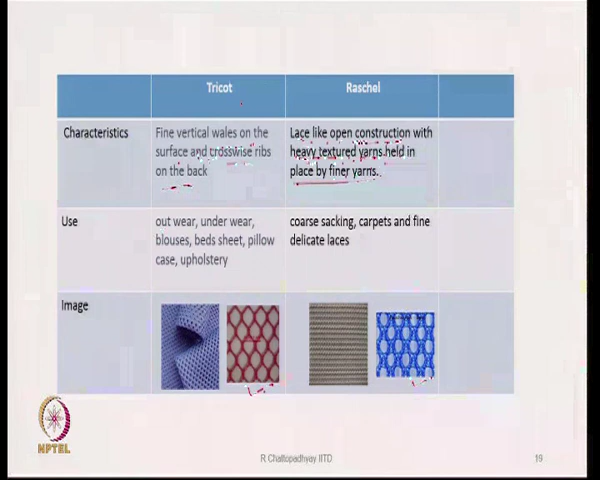 Tricot Raschel
Characteristics
Fine vertical wales on the
surface and crosswise ribs
on the back
Lace like open construction with
heavy textured yarns held in
place by finer yarns.
Use
out wear, under wear,
blouses, beds sheet, pillow
case, upholstery
coarse sacking, carpets and fine
delicate laces
Image
NPTEL
R Chattopadhyay IITD
19